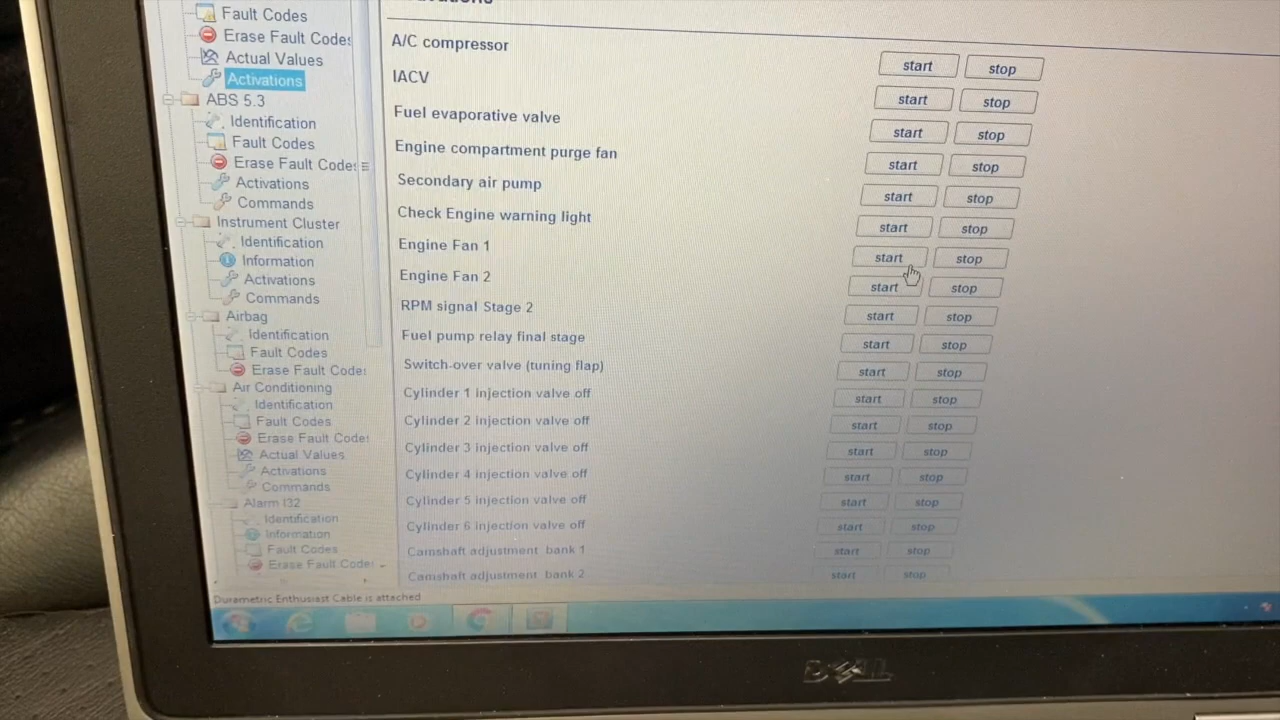 Fault Codes
Erase Fault Codes
Actual Values
Activations
ABS 5.3
Identification
Fault Codes
Erase Fault Code:
Activations
Commands
Instrument Cluster
Identification
Information
Activations
Commands
Airbag
Identification
Fault Codes
Erase Fault Code:
Air Conditioning
Identification
Fault Codes
Erase Fault Code:
Actual Values
Activations
Commands
Alarm I32
Identification
Information
Fault Codes
Erase Fault Code:
A/C compressor start stop
IACV start stop
Fuel evaporative valve start stop
Engine compartment purge fan start stop
Secondary air pump start stop
Check Engine warning light start stop
Engine Fan 1 start stop
Engine Fan 2 start stop
RPM signal Stage 2 start stop
Fuel pump relay final stage start stop
Switch-over valve (tuning flap) start stop
Cylinder 1 injection valve off start stop
Cylinder 2 injection valve off start stop
Cylinder 3 injection valve off start stop
Cylinder 4 injection valve off start stop
Cylinder 5 injection valve off start stop
Cylinder 6 injection valve off start stop
Camshaft adjustment bank 1 start stop
Camshaft adjustment bank 2 start stop
Durametric Enthusiast Cable is attached
DELL